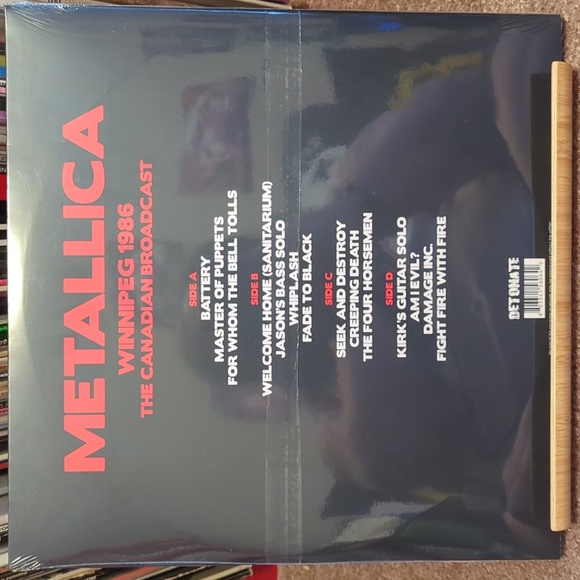 METALLICA
WINNIPEG 1986
THE CANADIAN BROADCAST
SIDE A
BATTERY
MASTER OF PUPPETS
FOR WHOM THE BELL TOLLS
SIDE B
WELCOME HOME (SANITARIUM)
JASON'S BASS SOLO
WHIPLASH
FADE TO BLACK
SIDE C
SEEK AND DESTROY
CREEPING DEATH
THE FOUR HORSEMEN
SIDE D
KIRK'S GUITAR SOLO
AM I EVIL?
DAMAGE INC.
FIGHT FIRE WITH FIRE
DETONATE